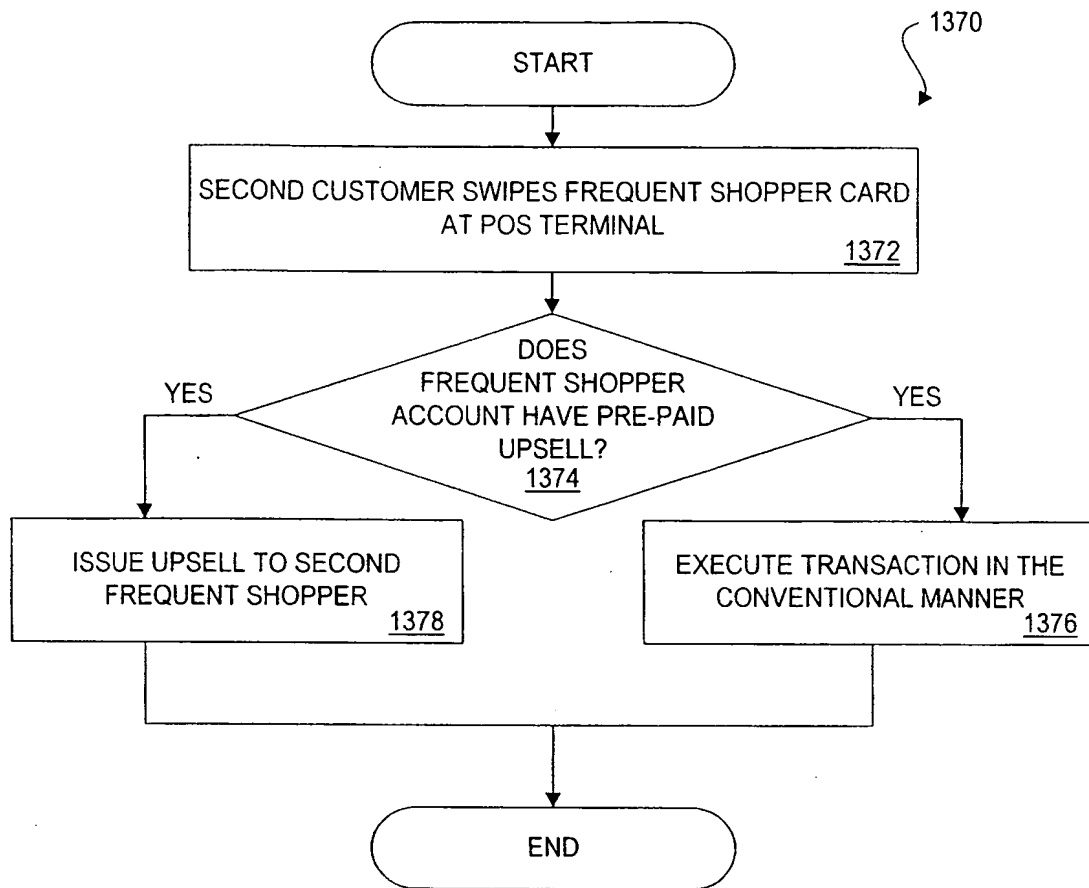 1370
START
SECOND CUSTOMER SWIPES FREQUENT SHOPPER CARD
AT POS TERMINAL
1372
DOES
FREQUENT SHOPPER
ACCOUNT HAVE PRE-PAID
UPSELL?
1374
YES
YES
ISSUE UPSELL TO SECOND
FREQUENT SHOPPER
1378
EXECUTE TRANSACTION IN THE
CONVENTIONAL MANNER
1376
END